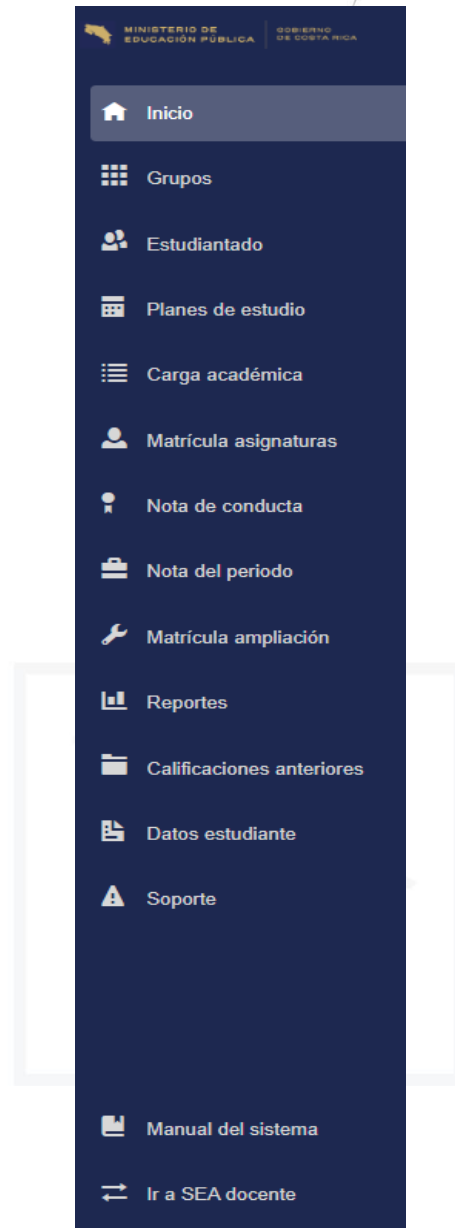 MINISTERIO DE
EDUCACIÓN PÚBLICA
GOBIERNO
DE COSTA RICA
Inicio
Grupos
Estudiantado
Planes de estudio
Carga académica
Matrícula asignaturas
Nota de conducta
Nota del periodo
Matrícula ampliación
Reportes
Calificaciones anteriores
Datos estudiante
Soporte
Manual del sistema
Ir a SEA docente